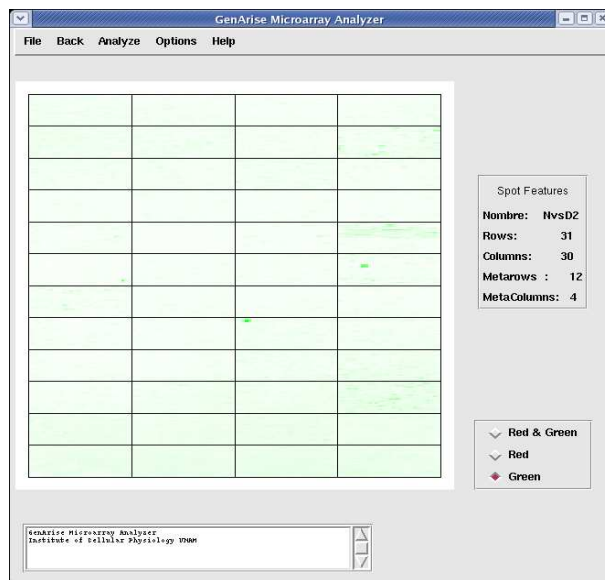 GenArise Microarray Analyzer
File Back Analyze Options Help
Spot Features
Nombre: NvsD2
Rows: 31
Columns: 30
Metarows : 12
MetaColumns: 4
Red & Green
Red
Green
GenArise Microarray Analyzer
Institute of Cellular Physiology UNAM